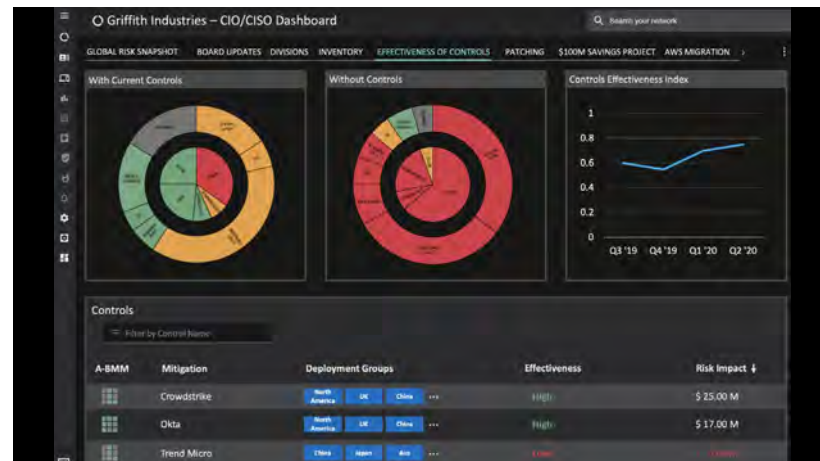 Griffith Industries – CIO/CISO Dashboard
Search your network
GLOBAL RISK SNAPSHOT BOARD UPDATES DIVISIONS INVENTORY EFFECTIVENESS OF CONTROLS PATCHING $100M SAVINGS PROJECT AWS MIGRATION
With Current Controls
Without Controls
Controls Effectiveness Index
1
0.8
0.6
0.4
0.2
0
Q3 '19 Q4 '19 Q1 '20 Q2 '20
Controls
Filter by Control Name
A-BMM Mitigation Deployment Groups Effectiveness Risk Impact
Crowdstrike North America UK China ... High $ 25.00 M
Okta North America UK China ... High $ 17.00 M
Trend Micro China Japan ...